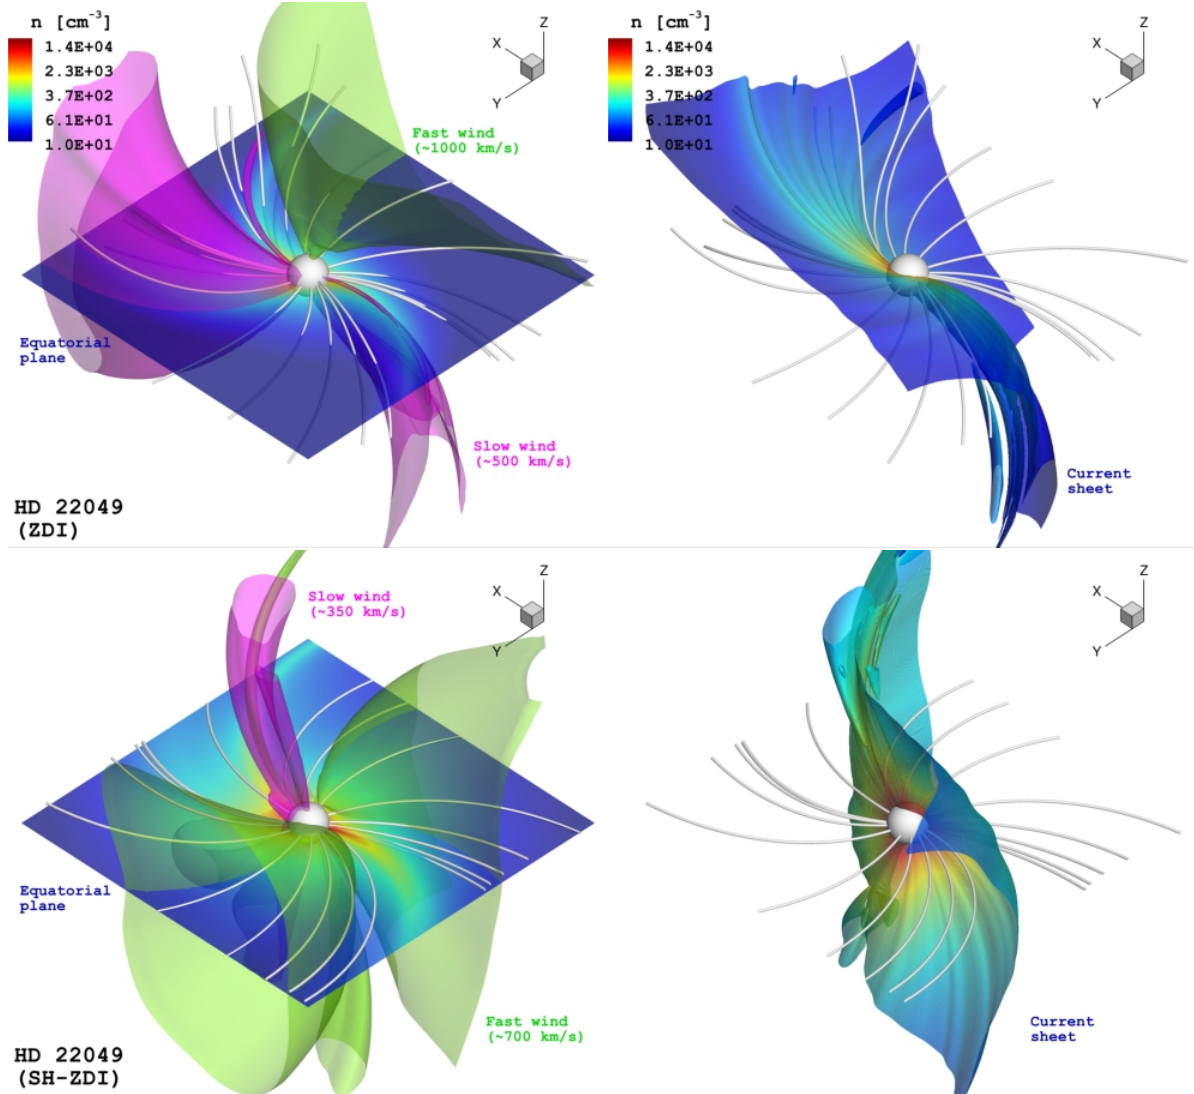 n [cm⁻³]
1.4E+04
2.3E+03
3.7E+02
6.1E+01
1.0E+01
X
Z
Y
Fast wind
(~1000 km/s)
Equatorial
plane
Slow wind
(~500 km/s)
HD 22049
(ZDI)
n [cm⁻³]
1.4E+04
2.3E+03
3.7E+02
6.1E+01
1.0E+01
X
Z
Y
Current
sheet
Slow wind
(~350 km/s)
X
Z
Y
Equatorial
plane
Fast wind
(~700 km/s)
HD 22049
(SH-ZDI)
X
Z
Y
Current
sheet